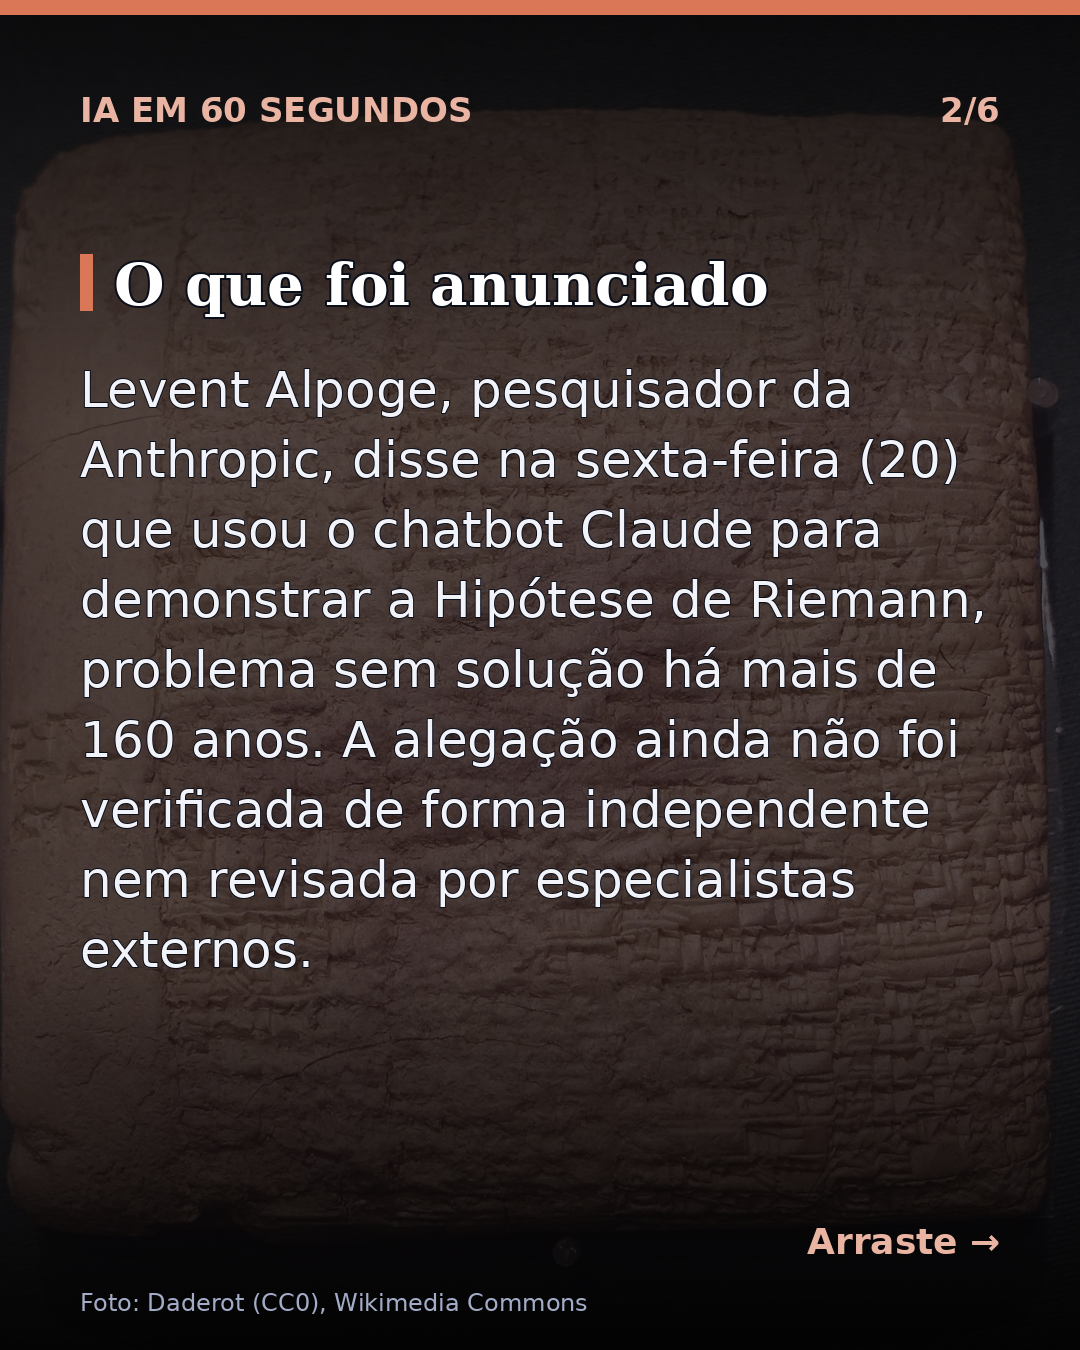 IA EM 60 SEGUNDOS
2/6
O que foi anunciado
Levent Alpoge, pesquisador da
Anthropic, disse na sexta-feira (20)
que usou o chatbot Claude para
demonstrar a Hipótese de Riemann,
problema sem solução há mais de
160 anos. A alegação ainda não foi
verificada de forma independente
nem revisada por especialistas
externos.
Arraste →
Foto: Daderot (CC0), Wikimedia Commons